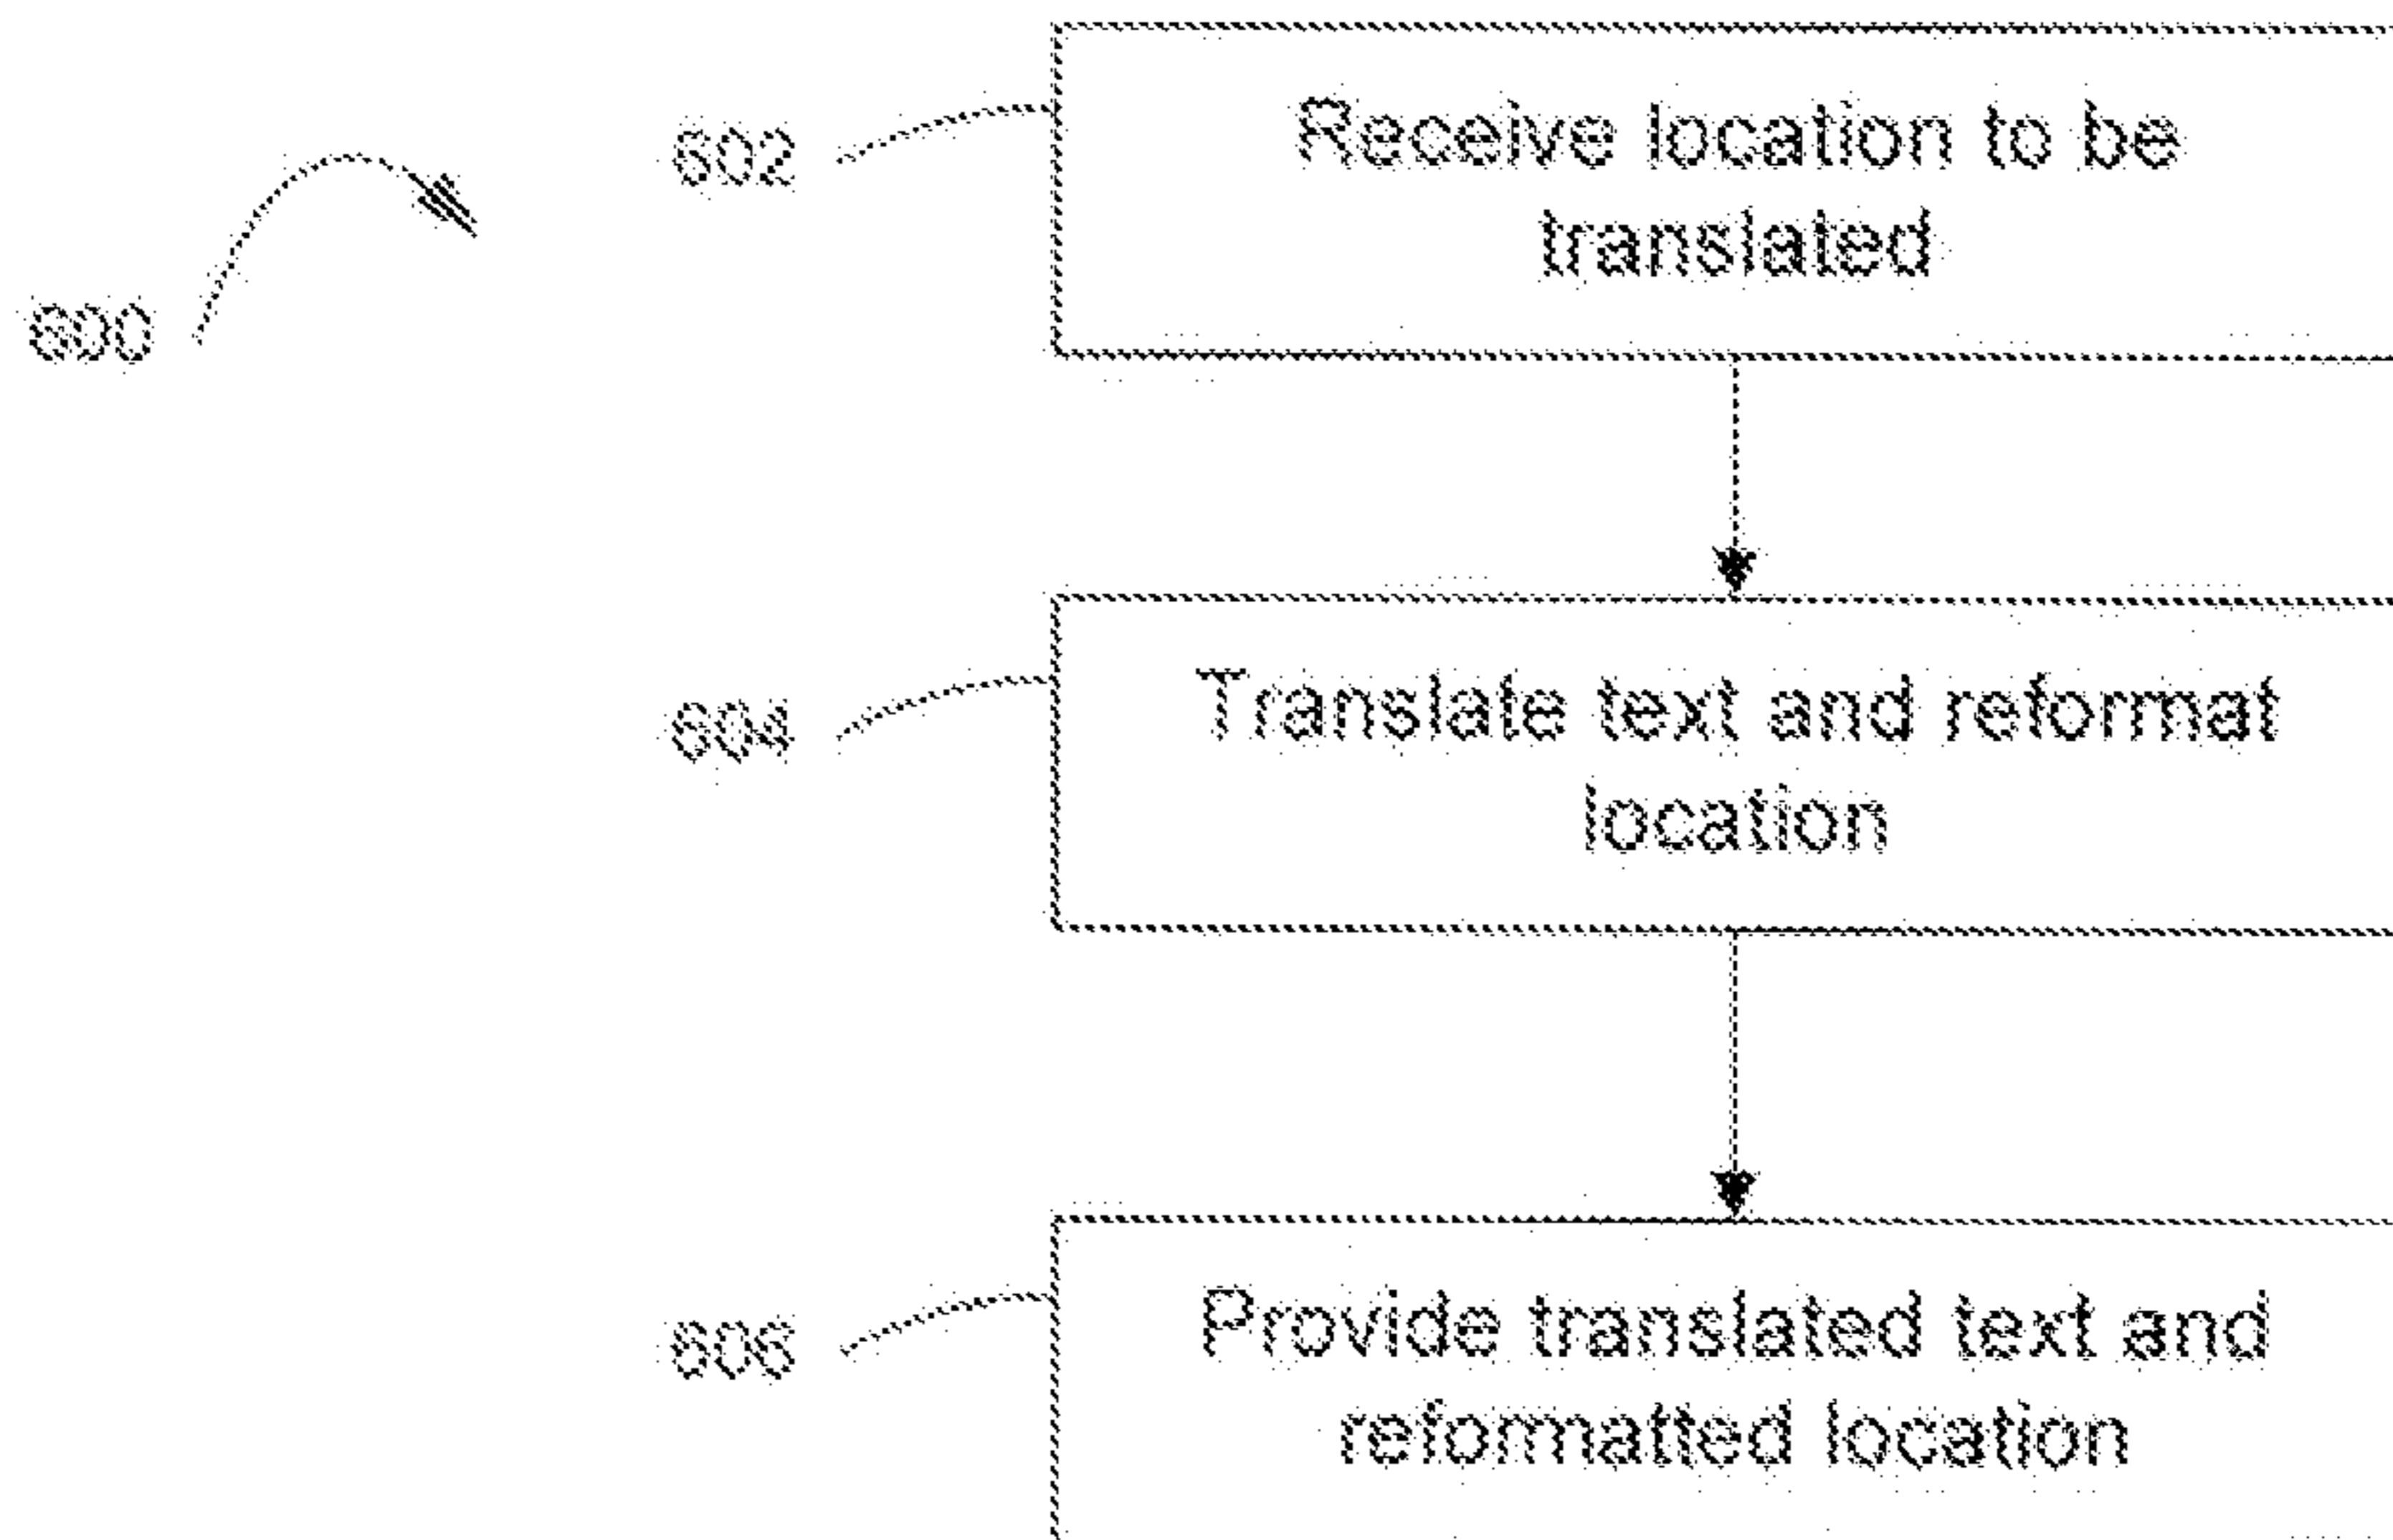 602
Receive location to be
translated
600
604
Translate text and reformat
location
606
Provide translated text and
reformatted location